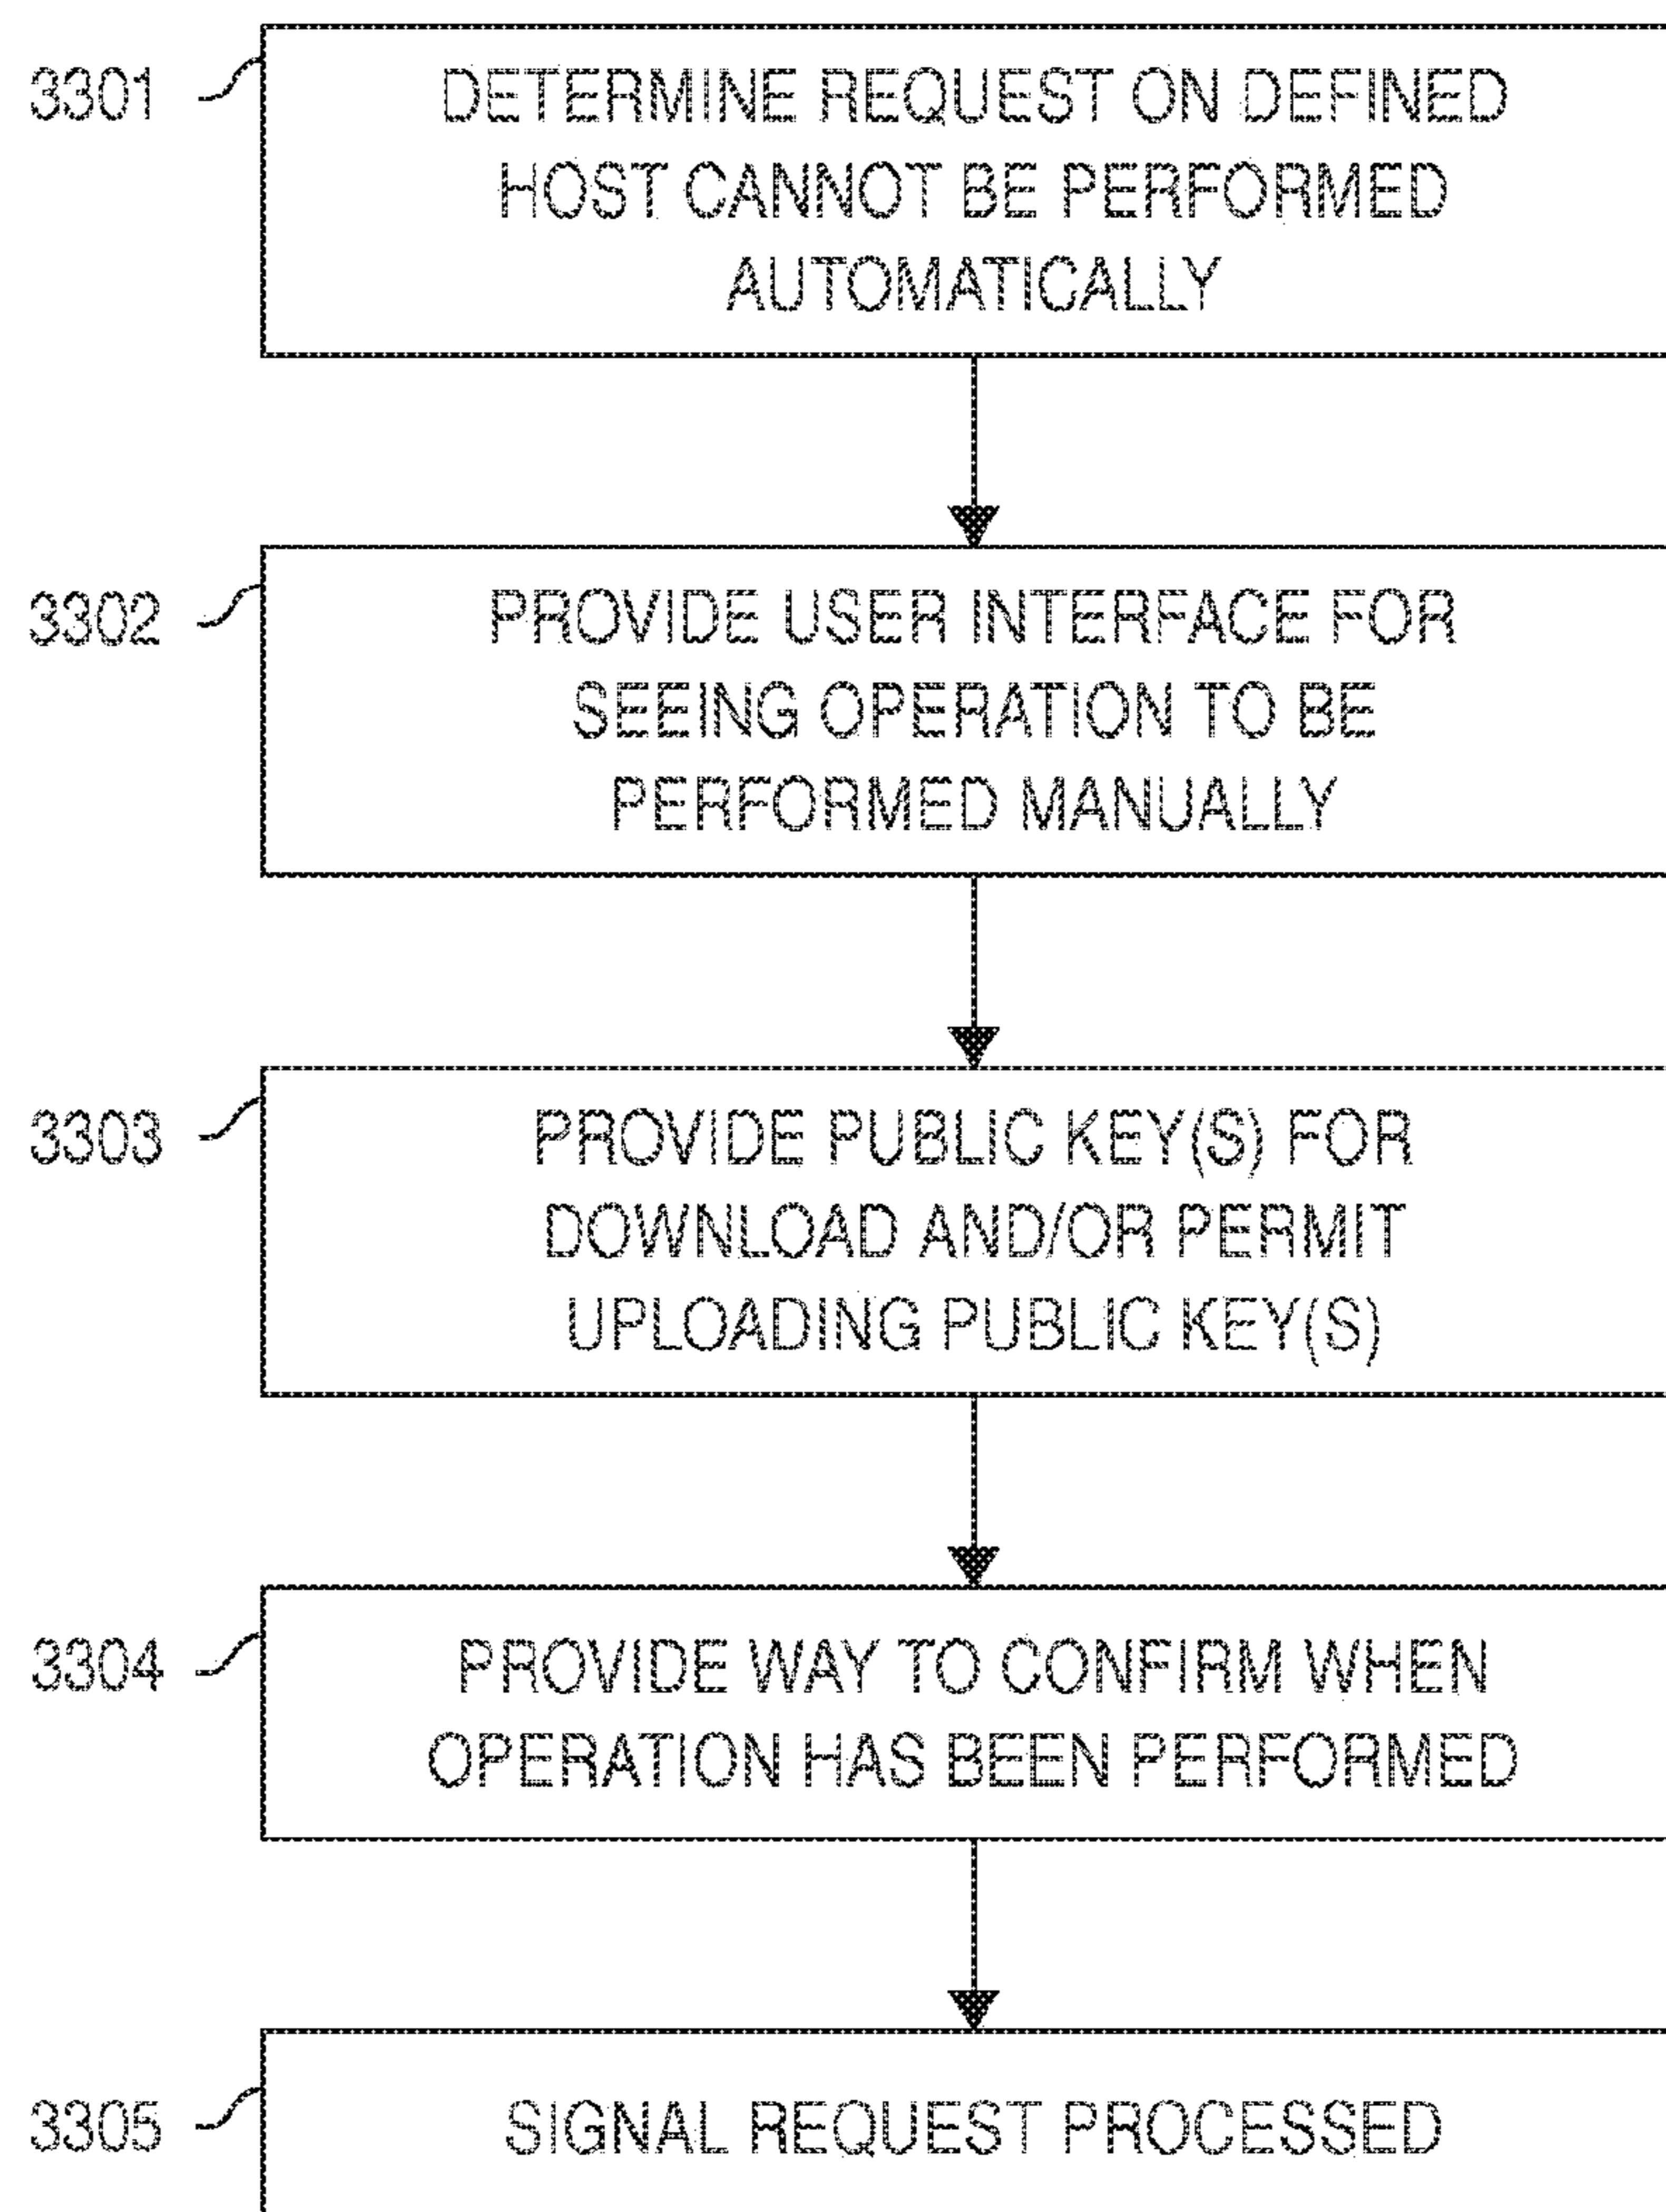 3301
DETERMINE REQUEST ON DEFINED
HOST CANNOT BE PERFORMED
AUTOMATICALLY
3302
PROVIDE USER INTERFACE FOR
SEEING OPERATION TO BE
PERFORMED MANUALLY
3303
PROVIDE PUBLIC KEY(S) FOR
DOWNLOAD AND/OR PERMIT
UPLOADING PUBLIC KEY(S)
3304
PROVIDE WAY TO CONFIRM WHEN
OPERATION HAS BEEN PERFORMED
3305
SIGNAL REQUEST PROCESSED